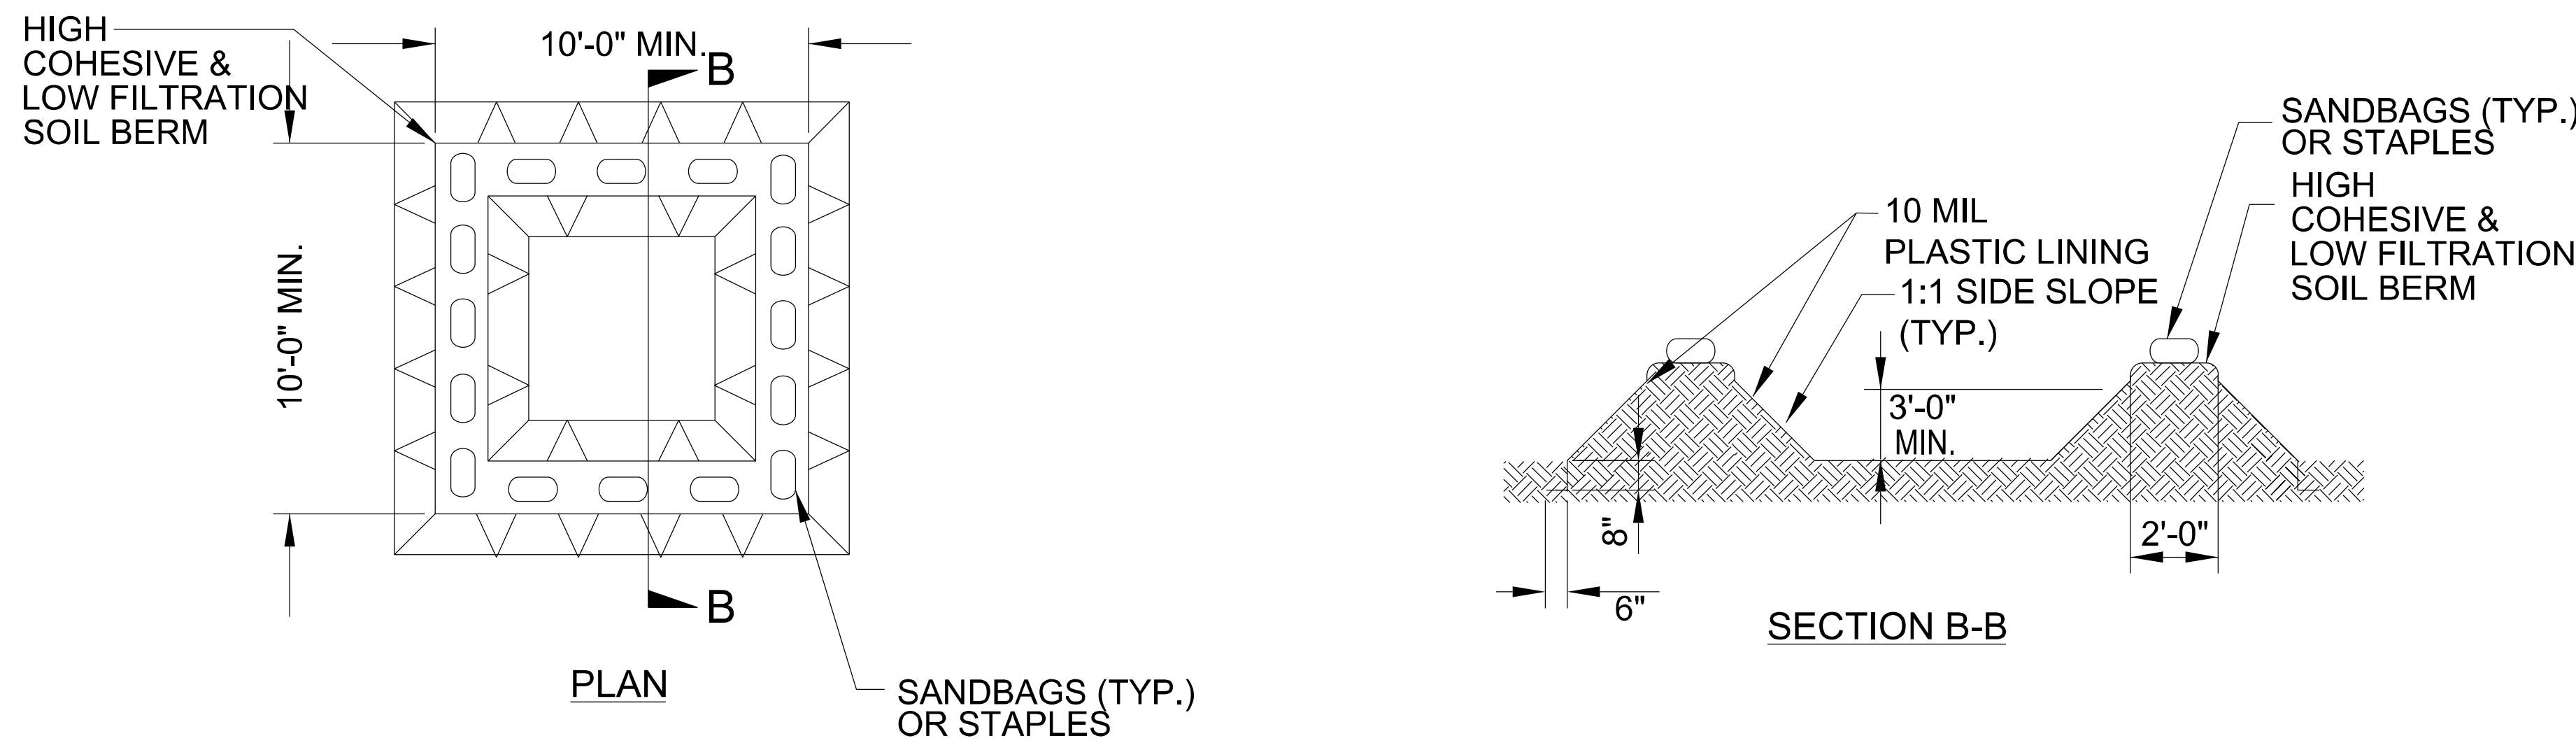 HIGH
COHESIVE &
LOW FILTRATION
SOIL BERM
10'-0" MIN.
B
10'-0" MIN.
B
PLAN
SANDBAGS (TYP.)
OR STAPLES
SANDBAGS (TYP.)
OR STAPLES
HIGH
COHESIVE &
LOW FILTRATION
SOIL BERM
10 MIL
PLASTIC LINING
1:1 SIDE SLOPE
(TYP.)
3'-0"
MIN.
8"
6"
2'-0"
SECTION B-B